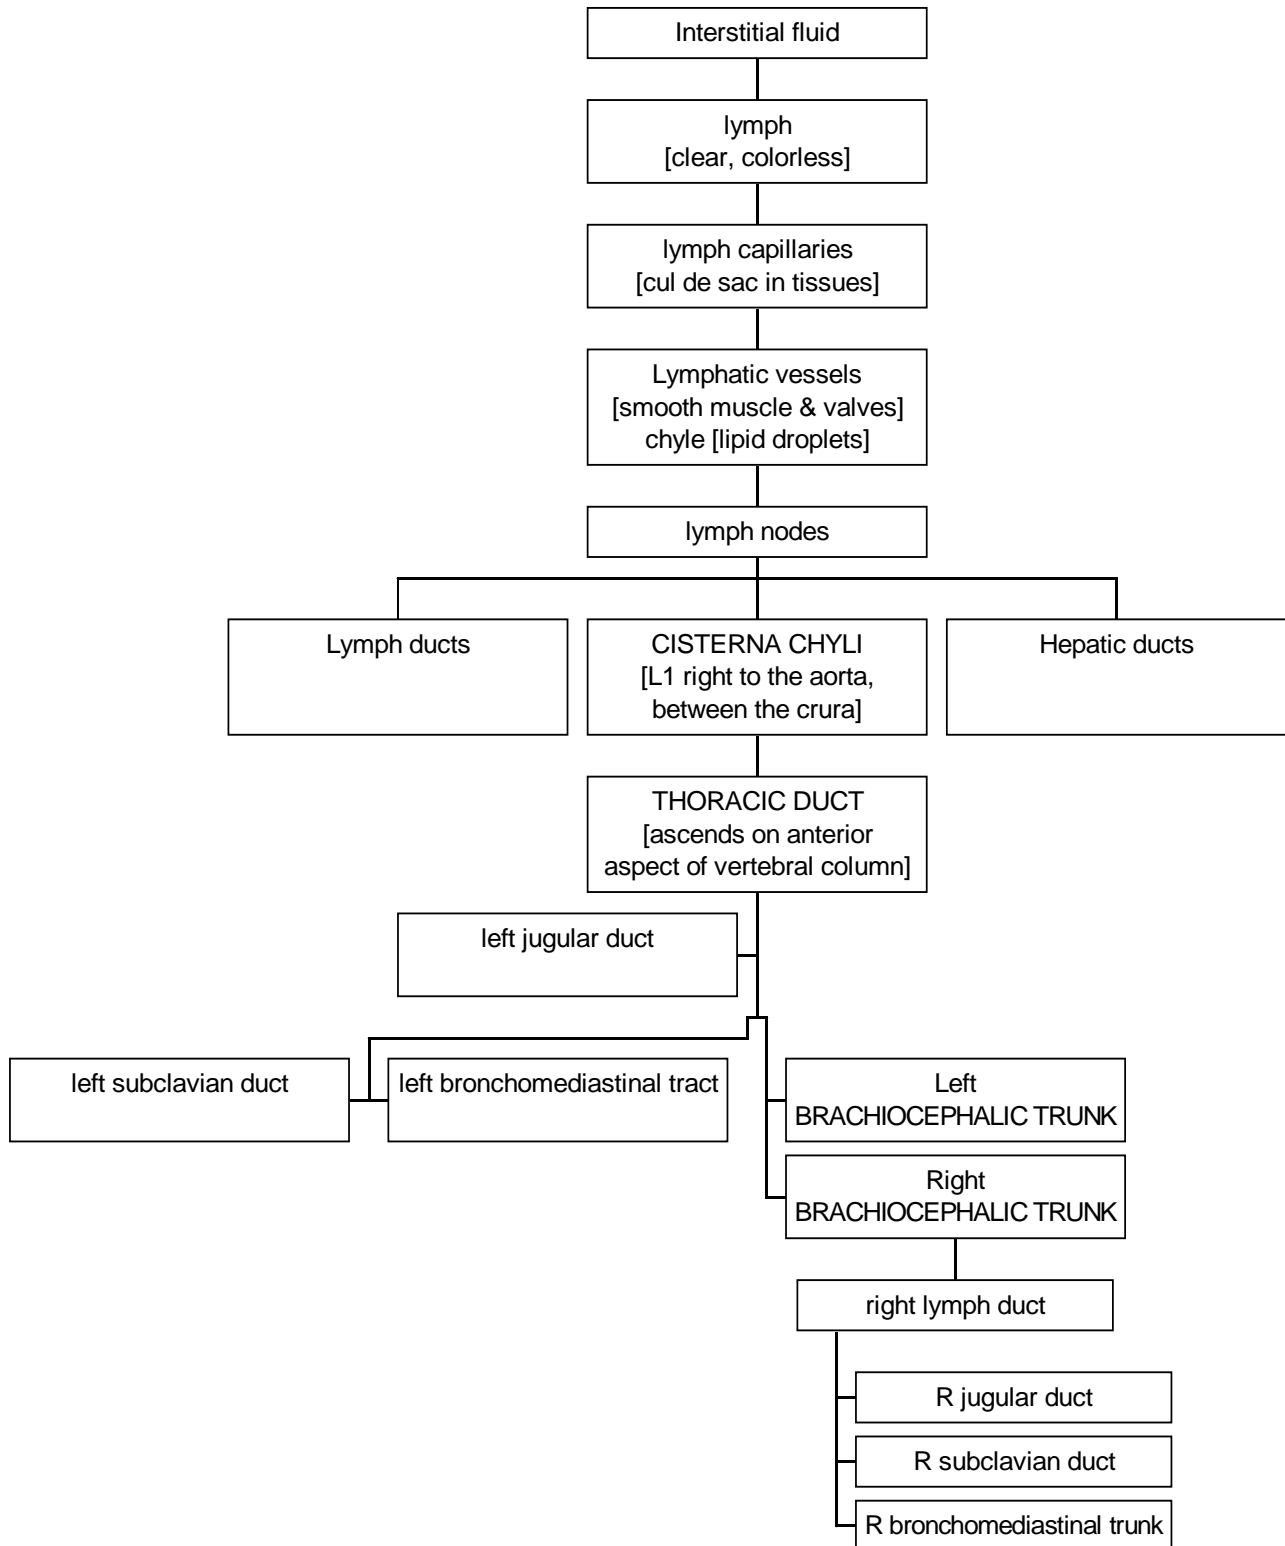 Interstitial fluid
lymph
[clear, colorless]
lymph capillaries
[cul de sac in tissues]
Lymphatic vessels
[smooth muscle & valves]
chyle [lipid droplets]
lymph nodes
Lymph ducts
CISTERNA CHYLI
[L1 right to the aorta,
between the crura]
Hepatic ducts
THORACIC DUCT
[ascends on anterior
aspect of vertebral column]
left jugular duct
left subclavian duct
left bronchomediastinal tract
Left
BRACHIOCEPHALIC TRUNK
Right
BRACHIOCEPHALIC TRUNK
right lymph duct
R jugular duct
R subclavian duct
R bronchomediastinal trunk